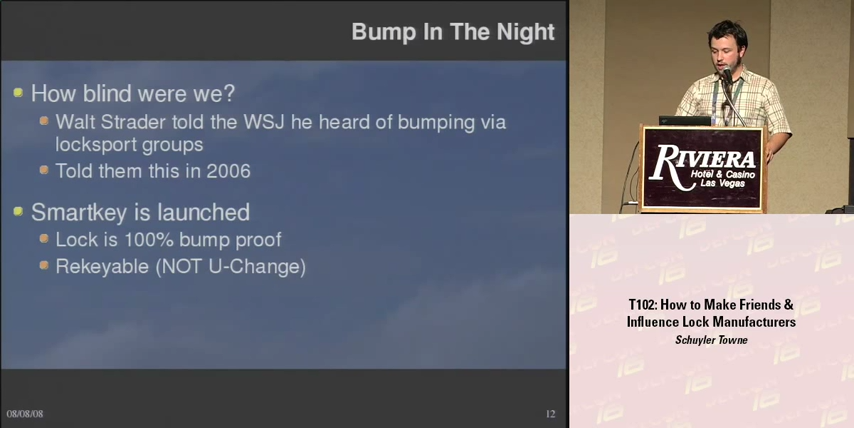 Bump In The Night
How blind were we?
Walt Strader told the WSJ he heard of bumping via
locksport groups
Told them this in 2006
Smartkey is launched
Lock is 100% bump proof
Rekeyable (NOT U-Change)
08/08/08
12
RIVIERA
Hotel & Casino
Las Vegas
T102: How to Make Friends &
Influence Lock Manufacturers
Schuyler Towne